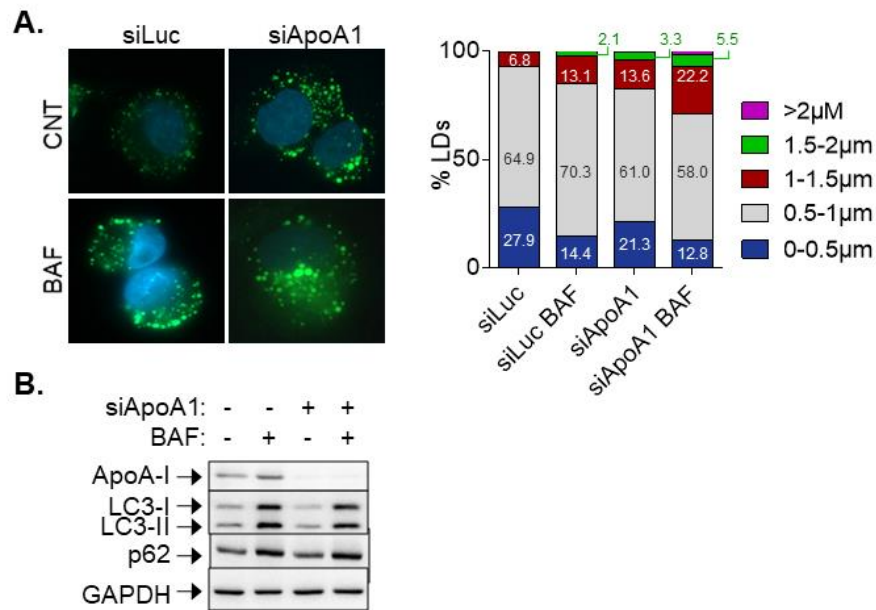 A.
siLuc
siApoA1
CNT
BAF
100
50
0
% LDs
2.1
3.3
5.5
6.8
13.1
13.6
22.2
64.9
70.3
61.0
58.0
27.9
14.4
21.3
12.8
siLuc
siLuc BAF
siApoA1
siApoA1 BAF
>2µM
1.5-2µm
1-1.5µm
0.5-1µm
0-0.5µm
B.
siApoA1: - - + +
BAF: - + - +
ApoA-I
LC3-I
LC3-II
p62
GAPDH